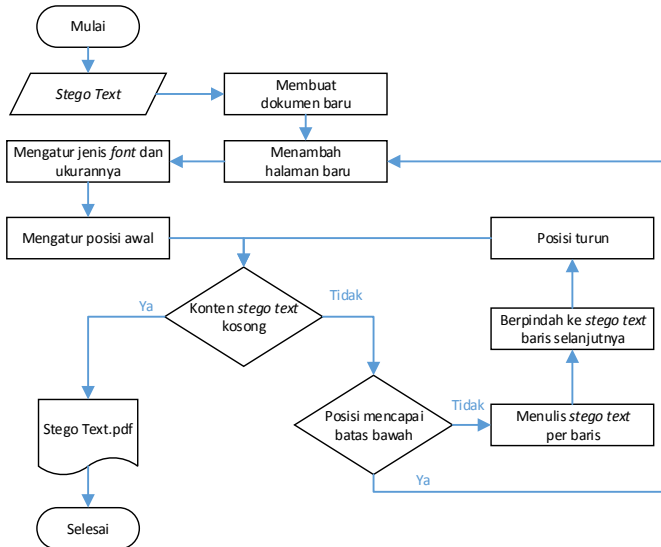 Mulai
Stego Text
Membuat
dokumen baru
Mengatur jenis font dan
ukurannya
Menambah
halaman baru
Mengatur posisi awal
Posisi turun
Ya
Konten stego text
kosong
Tidak
Berpindah ke stego text
baris selanjutnya
Stego Text.pdf
Posisi mencapai
batas bawah
Tidak
Menulis stego text
per baris
Ya
Selesai